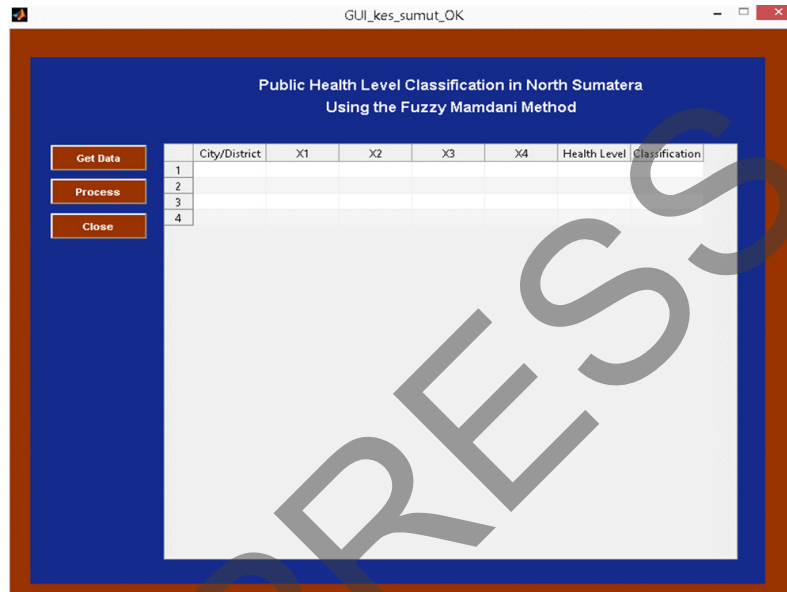 GUI_kes_sumut_OK
Public Health Level Classification in North Sumatera
Using the Fuzzy Mamdani Method
Get Data
Process
Close
City/District X1 X2 X3 X4 Health Level Classification
1
2
3
4
RESS